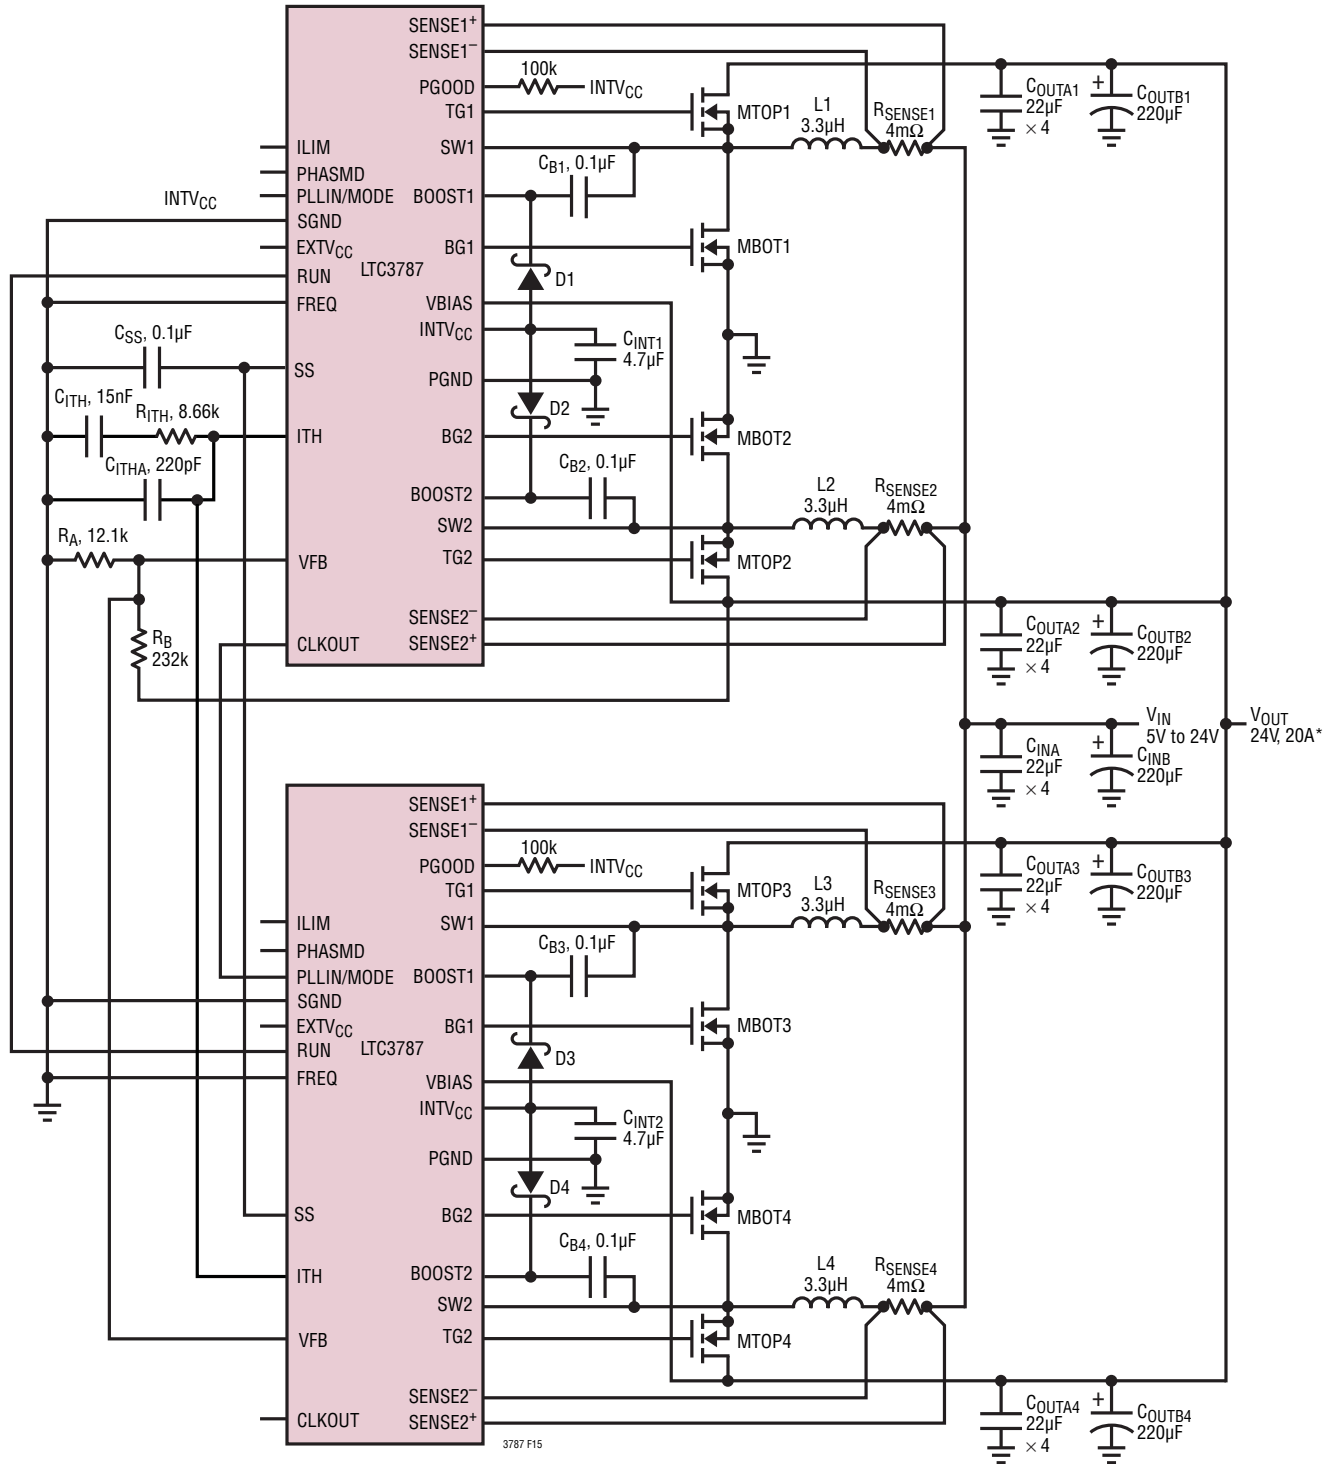 SENSE1+
SENSE1–
PGOOD
100k
INTVCC
TG1
MTOP1
L1
3.3µH
RSENSE1
4mΩ
COUTA1
22µF
× 4
+
COUTB1
220µF
ILIM
SW1
PHASMD
CB1, 0.1µF
PLLIN/MODE
BOOST1
INTVCC
SGND
EXTVCC
BG1
MBOT1
LTC3787
RUN
D1
FREQ
VBIAS
INTVCC
CINT1
4.7µF
CSS, 0.1µF
SS
PGND
CITH, 15nF
RITH, 8.66k
D2
ITH
BG2
MBOT2
CITHA, 220pF
CB2, 0.1µF
BOOST2
L2
3.3µH
RSENSE2
4mΩ
SW2
RA, 12.1k
VFB
TG2
MTOP2
SENSE2–
RB
232k
CLKOUT
SENSE2+
COUTA2
22µF
× 4
+
COUTB2
220µF
VIN
5V to 24V
VOUT
24V, 20A*
CINA
22µF
× 4
+
CINB
220µF
SENSE1+
SENSE1–
PGOOD
100k
INTVCC
TG1
MTOP3
L3
3.3µH
RSENSE3
4mΩ
COUTA3
22µF
× 4
+
COUTB3
220µF
ILIM
SW1
PHASMD
CB3, 0.1µF
PLLIN/MODE
BOOST1
SGND
EXTVCC
BG1
MBOT3
LTC3787
RUN
D3
FREQ
VBIAS
INTVCC
CINT2
4.7µF
PGND
D4
SS
BG2
MBOT4
CB4, 0.1µF
ITH
BOOST2
L4
3.3µH
RSENSE4
4mΩ
SW2
VFB
TG2
MTOP4
SENSE2–
CLKOUT
SENSE2+
COUTA4
22µF
× 4
+
COUTB4
220µF
3787 F15